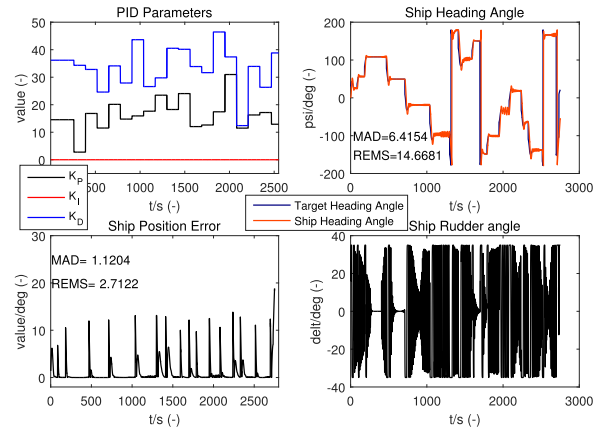 PID Parameters
50
40
30
20
10
0
value (-)
500
1000
1500
2000
2500
t/s (-)
K_P
K_I
K_D
Ship Heading Angle
200
100
0
-100
-200
psi/deg (-)
MAD=6.4154
REMS=14.6681
0
1000
2000
3000
t/s (-)
Target Heading Angle
Ship Heading Angle
Ship Position Error
30
20
10
0
value/deg (-)
MAD= 1.1204
REMS= 2.7122
0
500
1000
1500
2000
2500
t/s (-)
Ship Rudder angle
40
20
0
-20
-40
delt/deg (-)
0
1000
2000
3000
t/s (-)